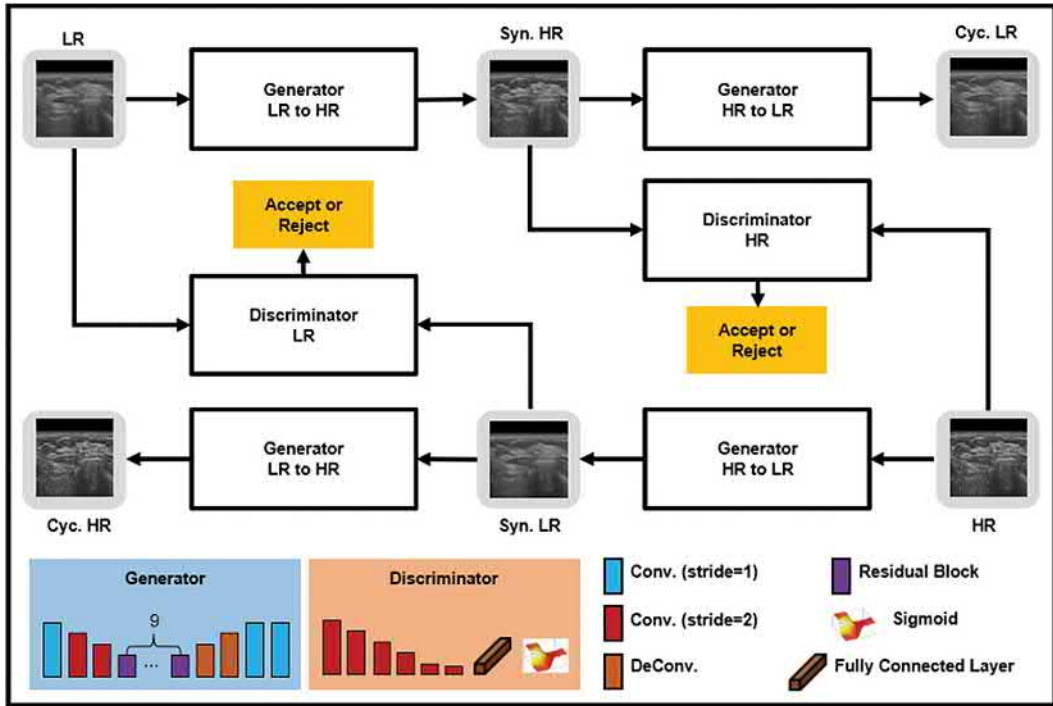 LR
Syn. HR
Cyc. LR
Generator
LR to HR
Generator
HR to LR
Accept or
Reject
Discriminator
HR
Discriminator
LR
Accept or
Reject
Generator
LR to HR
Generator
HR to LR
Cyc. HR
Syn. LR
HR
Generator
9
...
Discriminator
Conv. (stride=1)
Residual Block
Conv. (stride=2)
Sigmoid
DeConv.
Fully Connected Layer